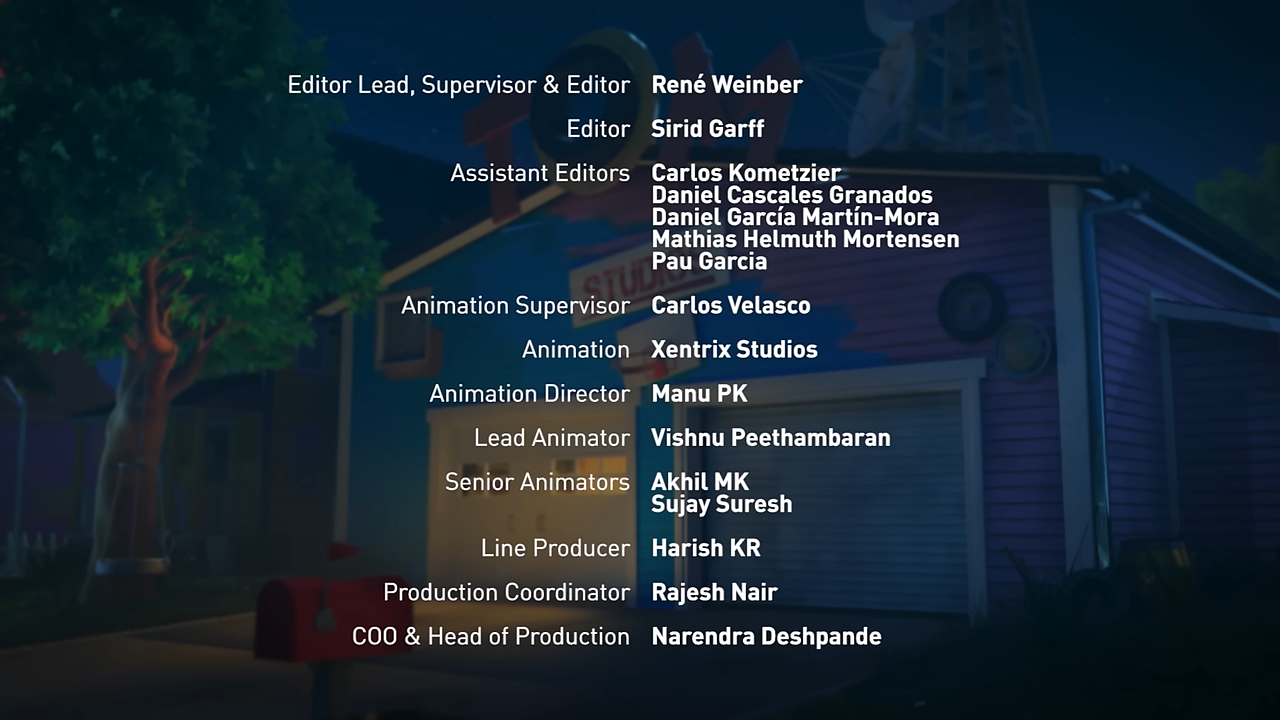 TOM
STUDIO
Editor Lead, Supervisor & Editor René Weinber
Editor Sirid Garff
Assistant Editors Carlos Kometzier
Daniel Cascales Granados
Daniel García Martín-Mora
Mathias Helmuth Mortensen
Pau Garcia
Animation Supervisor Carlos Velasco
Animation Xentrix Studios
Animation Director Manu PK
Lead Animator Vishnu Peethambaran
Senior Animators Akhil MK
Sujay Suresh
Line Producer Harish KR
Production Coordinator Rajesh Nair
COO & Head of Production Narendra Deshpande